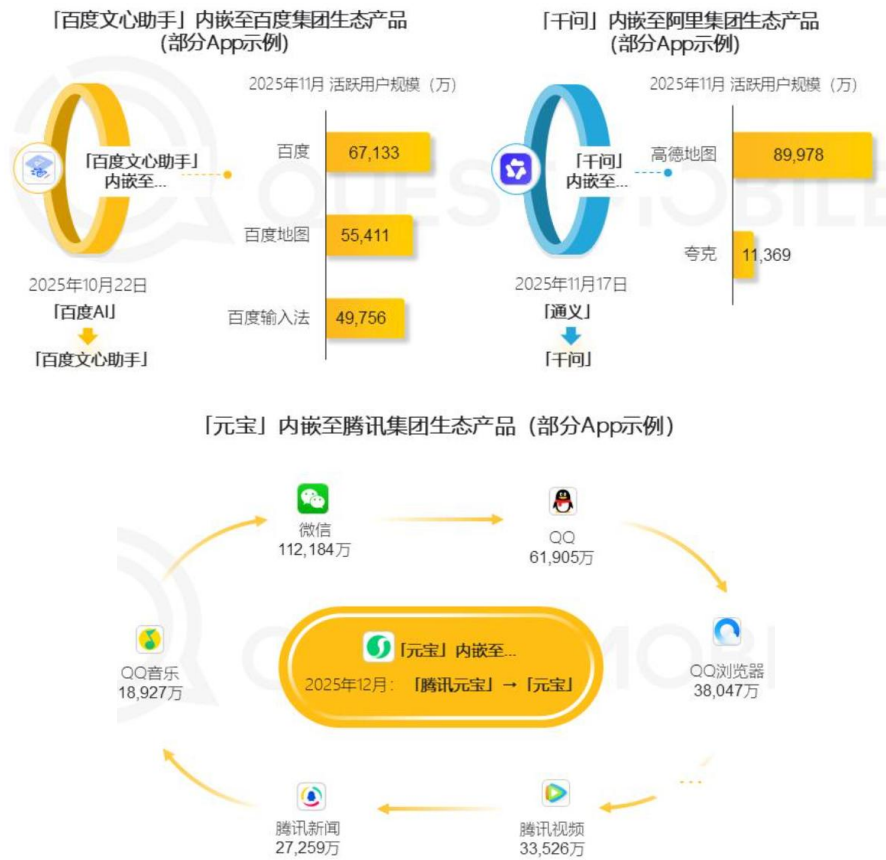 「百度文心助手」内嵌至百度集团生态产品
(部分App示例)
2025年11月 活跃用户规模（万）
「百度文心助手」
内嵌至...
百度
67,133
百度地图
55,411
百度输入法
49,756
2025年10月22日
「百度AI」
「百度文心助手」
「千问」内嵌至阿里集团生态产品
(部分App示例)
2025年11月 活跃用户规模（万）
「千问」
内嵌至...
高德地图
89,978
夸克
11,369
2025年11月17日
「通义」
「千问」
QUESTMOBILE
「元宝」内嵌至腾讯集团生态产品（部分App示例）
微信
112,184万
QQ
61,905万
QQ音乐
18,927万
「元宝」内嵌至...
2025年12月：「腾讯元宝」→「元宝」
QQ浏览器
38,047万
...
腾讯新闻
27,259万
腾讯视频
33,526万